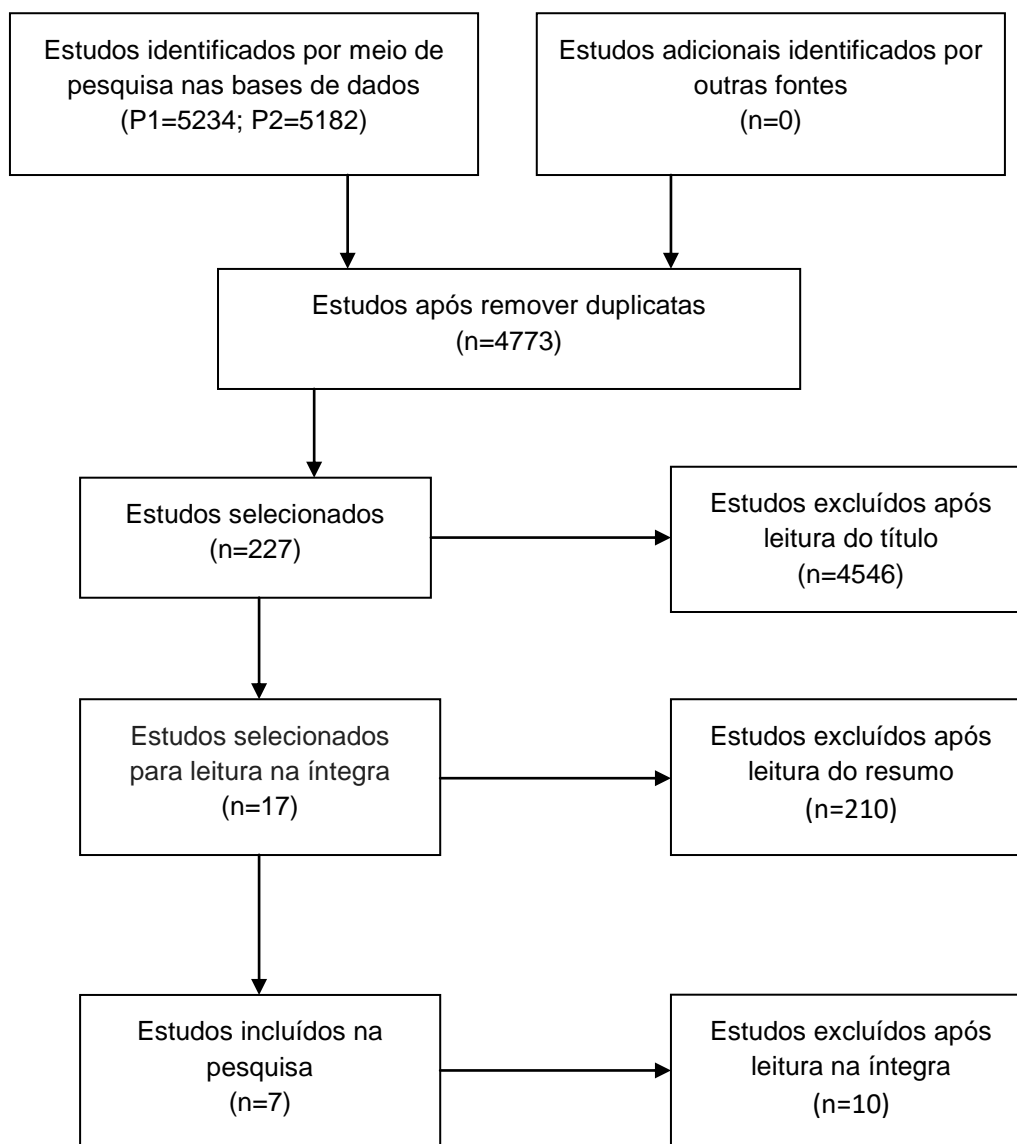 Estudos identificados por meio de
pesquisa nas bases de dados
(P1=5234; P2=5182)
Estudos adicionais identificados por
outras fontes
(n=0)
Estudos após remover duplicatas
(n=4773)
Estudos selecionados
(n=227)
Estudos excluídos após
leitura do título
(n=4546)
Estudos selecionados
para leitura na íntegra
(n=17)
Estudos excluídos após
leitura do resumo
(n=210)
Estudos incluídos na
pesquisa
(n=7)
Estudos excluídos após
leitura na íntegra
(n=10)